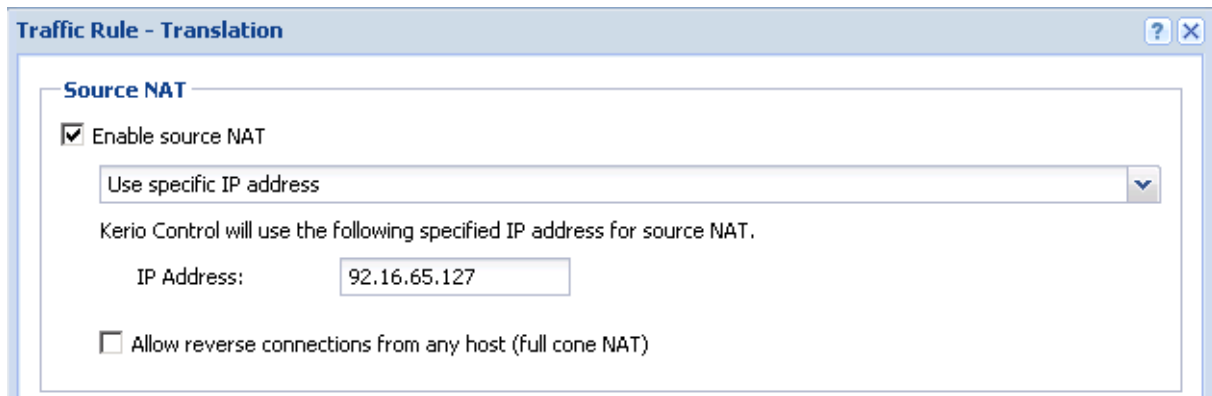 Traffic Rule - Translation
?
Source NAT
Enable source NAT
Use specific IP address
Kerio Control will use the following specified IP address for source NAT.
IP Address: 92.16.65.127
Allow reverse connections from any host (full cone NAT)